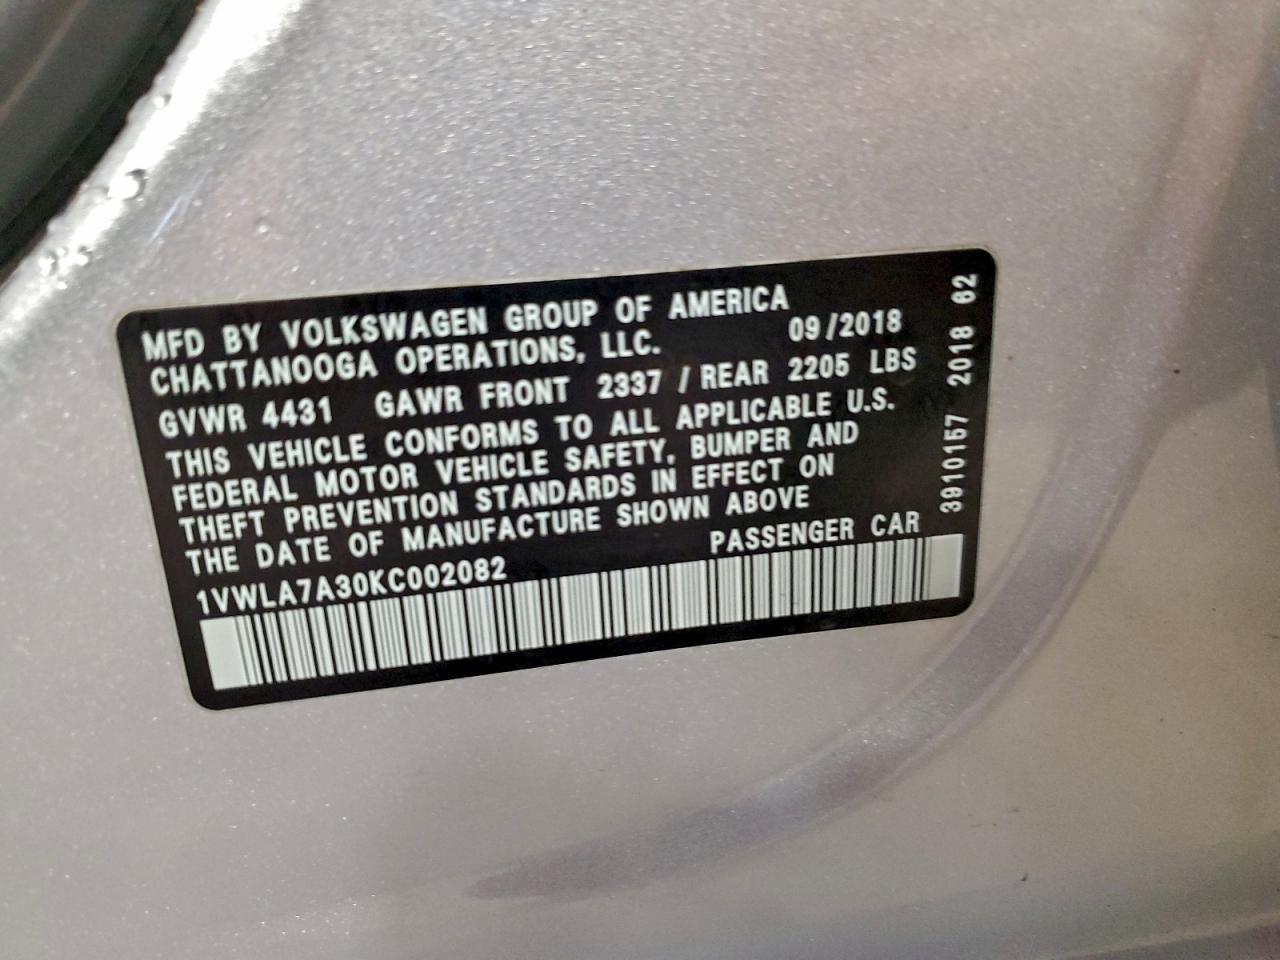 MFD BY VOLKSWAGEN GROUP OF AMERICA
CHATTANOOGA OPERATIONS, LLC. 09/2018
GVWR 4431 GAWR FRONT 2337 / REAR 2205 LBS
THIS VEHICLE CONFORMS TO ALL APPLICABLE U.S.
FEDERAL MOTOR VEHICLE SAFETY, BUMPER AND
THEFT PREVENTION STANDARDS IN EFFECT ON
THE DATE OF MANUFACTURE SHOWN ABOVE
PASSENGER CAR
1VWLA7A30KC002082
3910157 2018 62